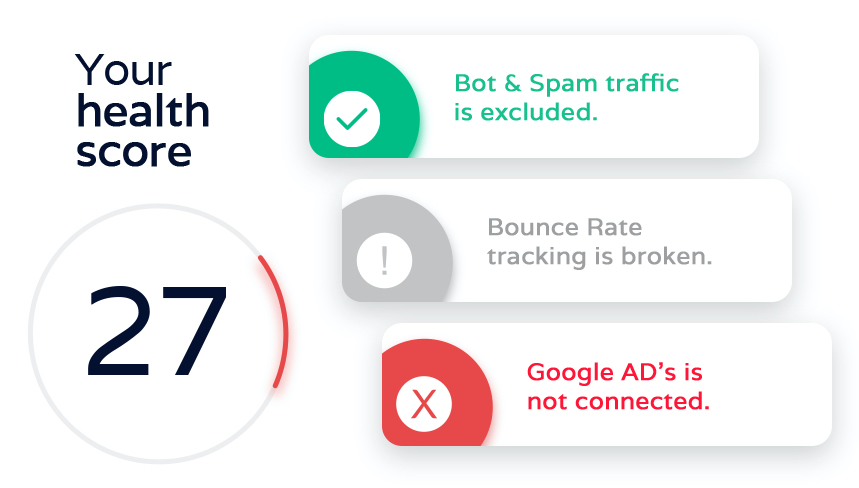 Your
health
score
27
Bot & Spam traffic
is excluded.
!
Bounce Rate
tracking is broken.
X
Google AD's is
not connected.